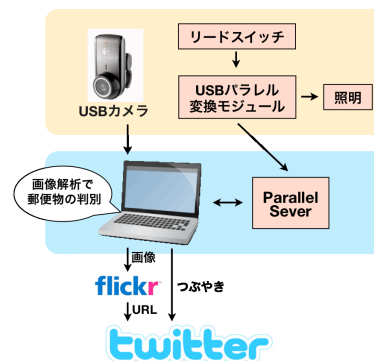 リードスイッチ
USBカメラ
USBパラレル
変換モジュール
照明
画像解析で
郵便物の判別
Parallel
Sever
画像
flickr
つぶやき
URL
twitter